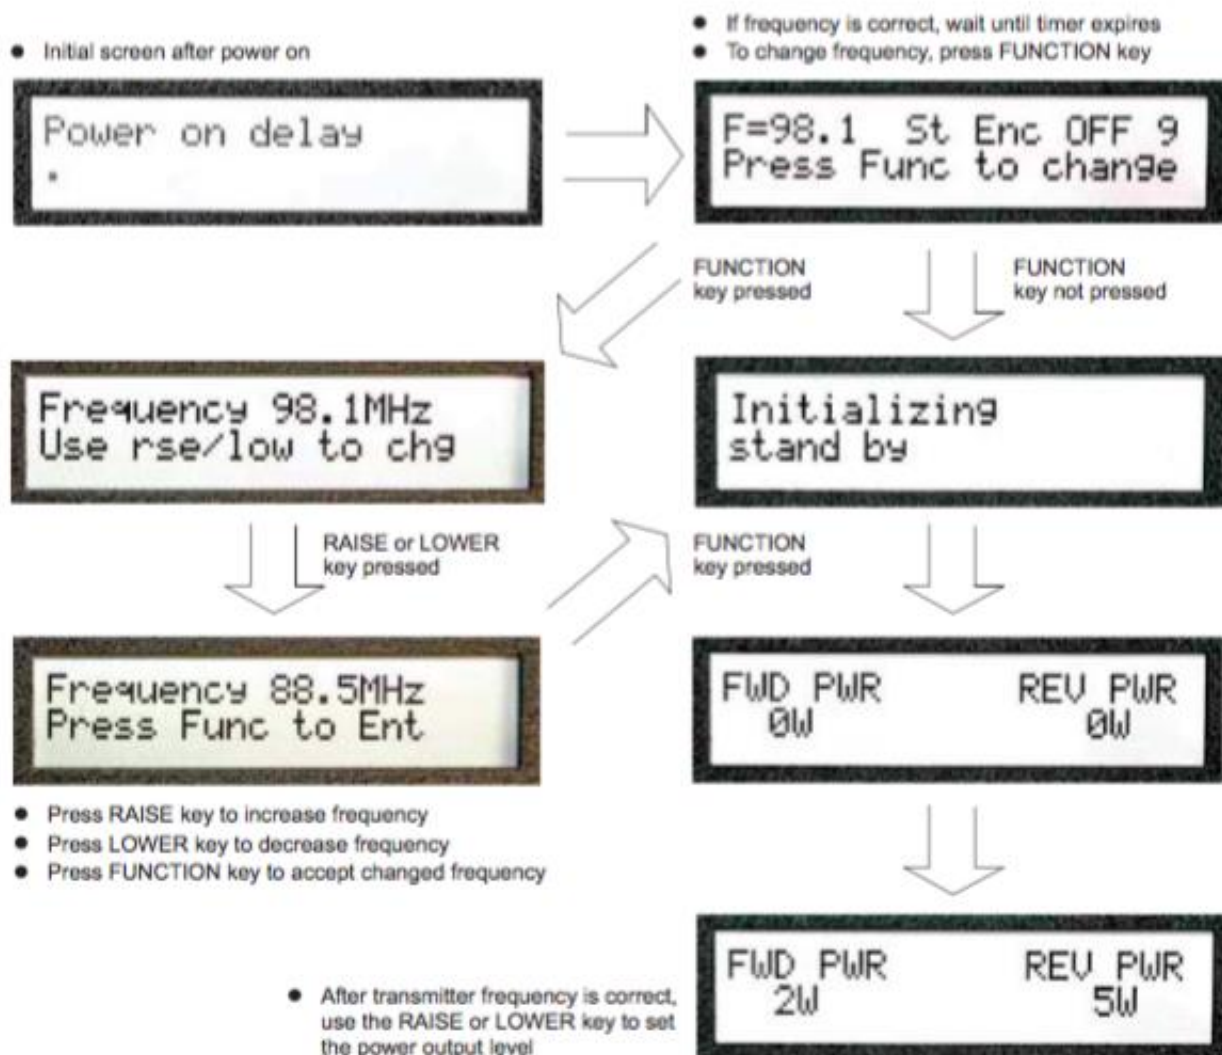 ● Initial screen after power on
Power on delay
● If frequency is correct, wait until timer expires
● To change frequency, press FUNCTION key
F=98.1 St Enc OFF 9
Press Func to change
FUNCTION
key pressed
FUNCTION
key not pressed
Frequency 98.1MHz
Use rse/low to chg
Initializing
stand by
RAISE or LOWER
key pressed
FUNCTION
key pressed
Frequency 88.5MHz
Press Func to Ent
● Press RAISE key to increase frequency
● Press LOWER key to decrease frequency
● Press FUNCTION key to accept changed frequency
FWD PWR REV PWR
0W 0W
● After transmitter frequency is correct,
use the RAISE or LOWER key to set
the power output level
FWD PWR REV PWR
2W 5W